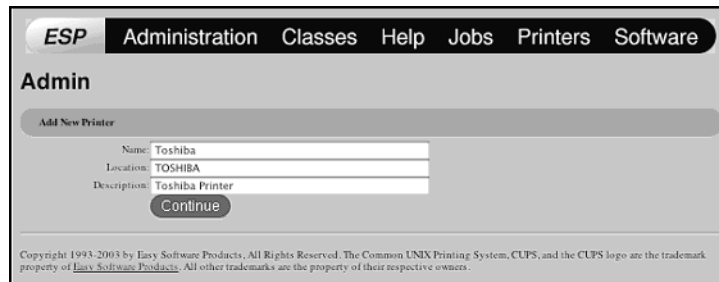 ESP Administration Classes Help Jobs Printers Software
Admin
Add New Printer
Name: Toshiba
Location: TOSHIBA
Description: Toshiba Printer
Continue
Copyright 1993-2003 by Easy Software Products, All Rights Reserved. The Common UNIX Printing System, CUPS, and the CUPS logo are the trademark
property of Easy Software Products. All other trademarks are the property of their respective owners.